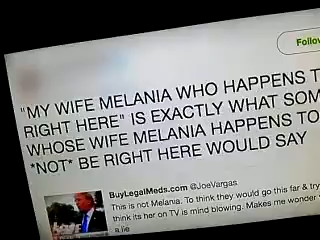 Follow
"MY WIFE MELANIA WHO HAPPENS T
RIGHT HERE" IS EXACTLY WHAT SOM
WHOSE WIFE MELANIA HAPPENS TO
*NOT* BE RIGHT HERE WOULD SAY
BuyLegalMeds.com @JoeVargas
This is not Melania. To think they would go this far & try
think its her on TV is mind blowing. Makes me wonder
a lie